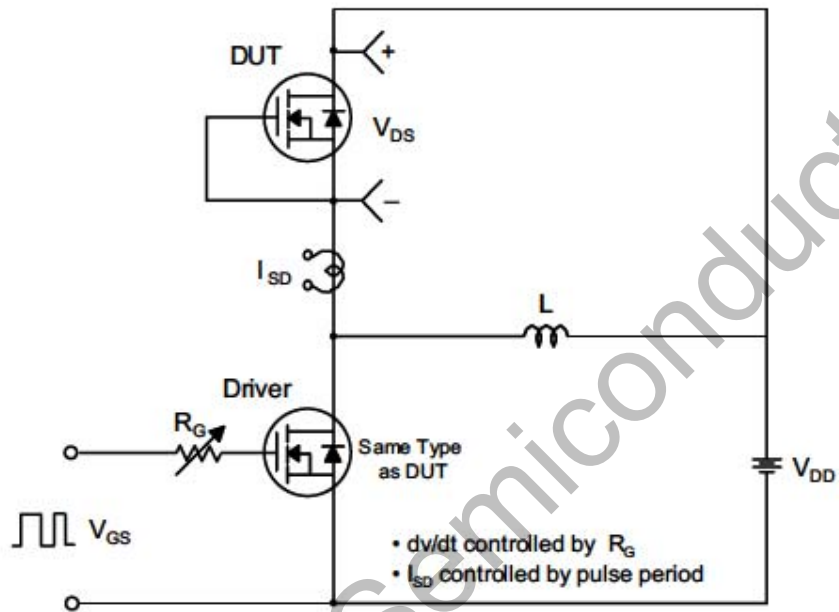 DUT
+
V_DS
−
I_SD
L
Driver
R_G
Same Type
as DUT
V_DD
V_GS
• dv/dt controlled by R_G
• I_SD controlled by pulse period
Semiconduct